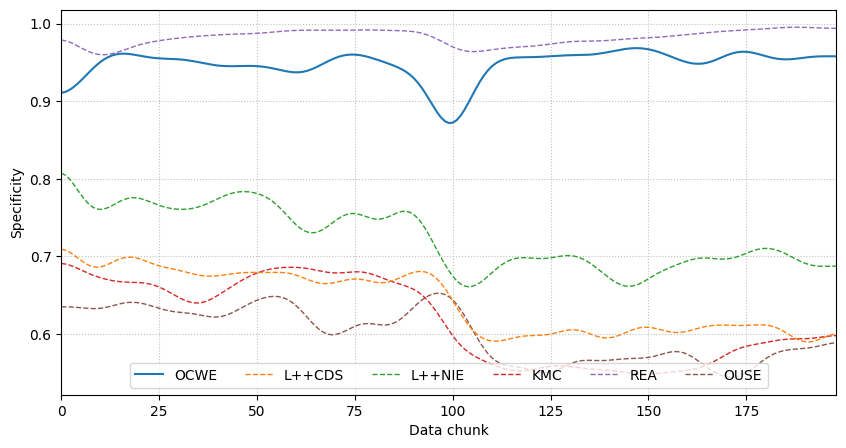 Specificity
1.0
0.9
0.8
0.7
0.6
OCWE L++CDS L++NIE KMC REA OUSE
0 25 50 75 100 125 150 175
Data chunk